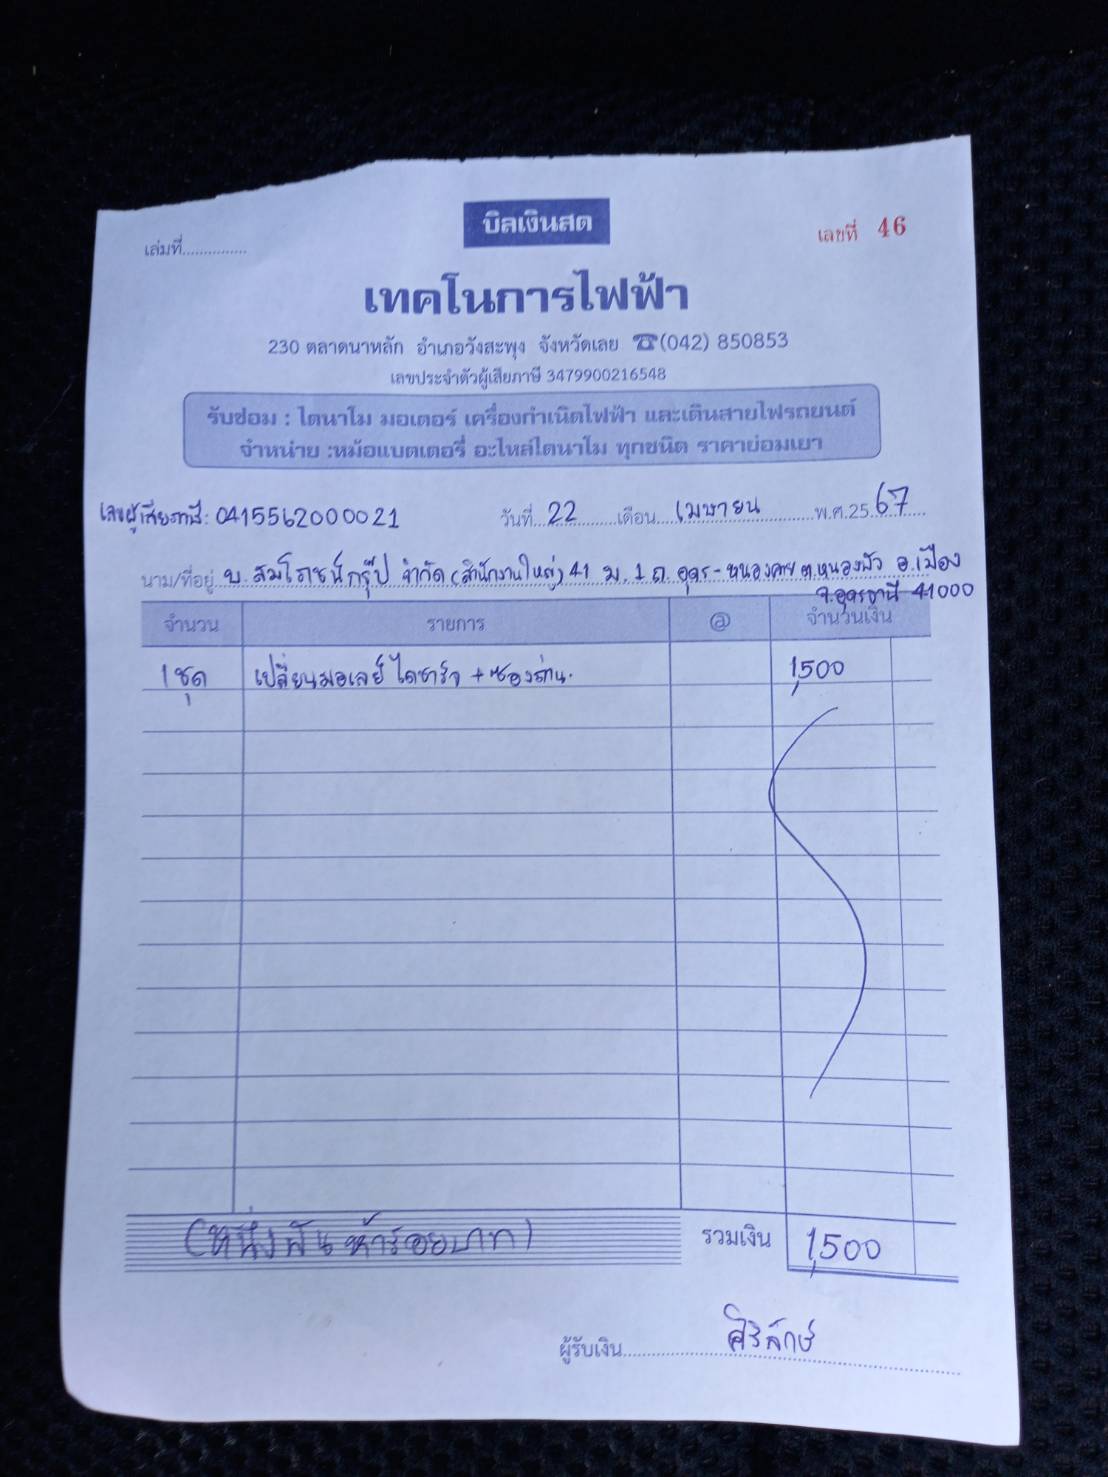 บิลเงินสด
เล่มที่............... เลขที่ 46
เทคโนการไฟฟ้า
230 ตลาดนาหลัก อำเภอวังสะพุง จังหวัดเลย ☎(042) 850853
เลขประจำตัวผู้เสียภาษี 3479900216548
รับซ่อม : ไดนาโม มอเตอร์ เครื่องกำเนิดไฟฟ้า และเดินสายไฟรถยนต์
จำหน่าย :หม้อแบตเตอรี่ อะไหล่ไดนาโม ทุกชนิด ราคาย่อมเยา
เลขผู้เสียภาษี: 0415562000021 วันที่ 22 เดือน เมษายน พ.ศ.25 67
นาม/ที่อยู่ บ. สมโภชน์กรุ๊ป จำกัด (สำนักงานใหญ่) 41 ม. 1 ถ. อุดร-หนองคาย ต.หนองบัว อ.เมือง
จ.อุดรธานี 41000
จำนวน รายการ @ จำนวนเงิน
1 ชุด เปลี่ยนมอเลย์ ไดชาร์จ + ซองถ่าน. 1,500
(หนึ่งพันห้าร้อยบาท) รวมเงิน 1,500
ผู้รับเงิน ศิริลักษ์